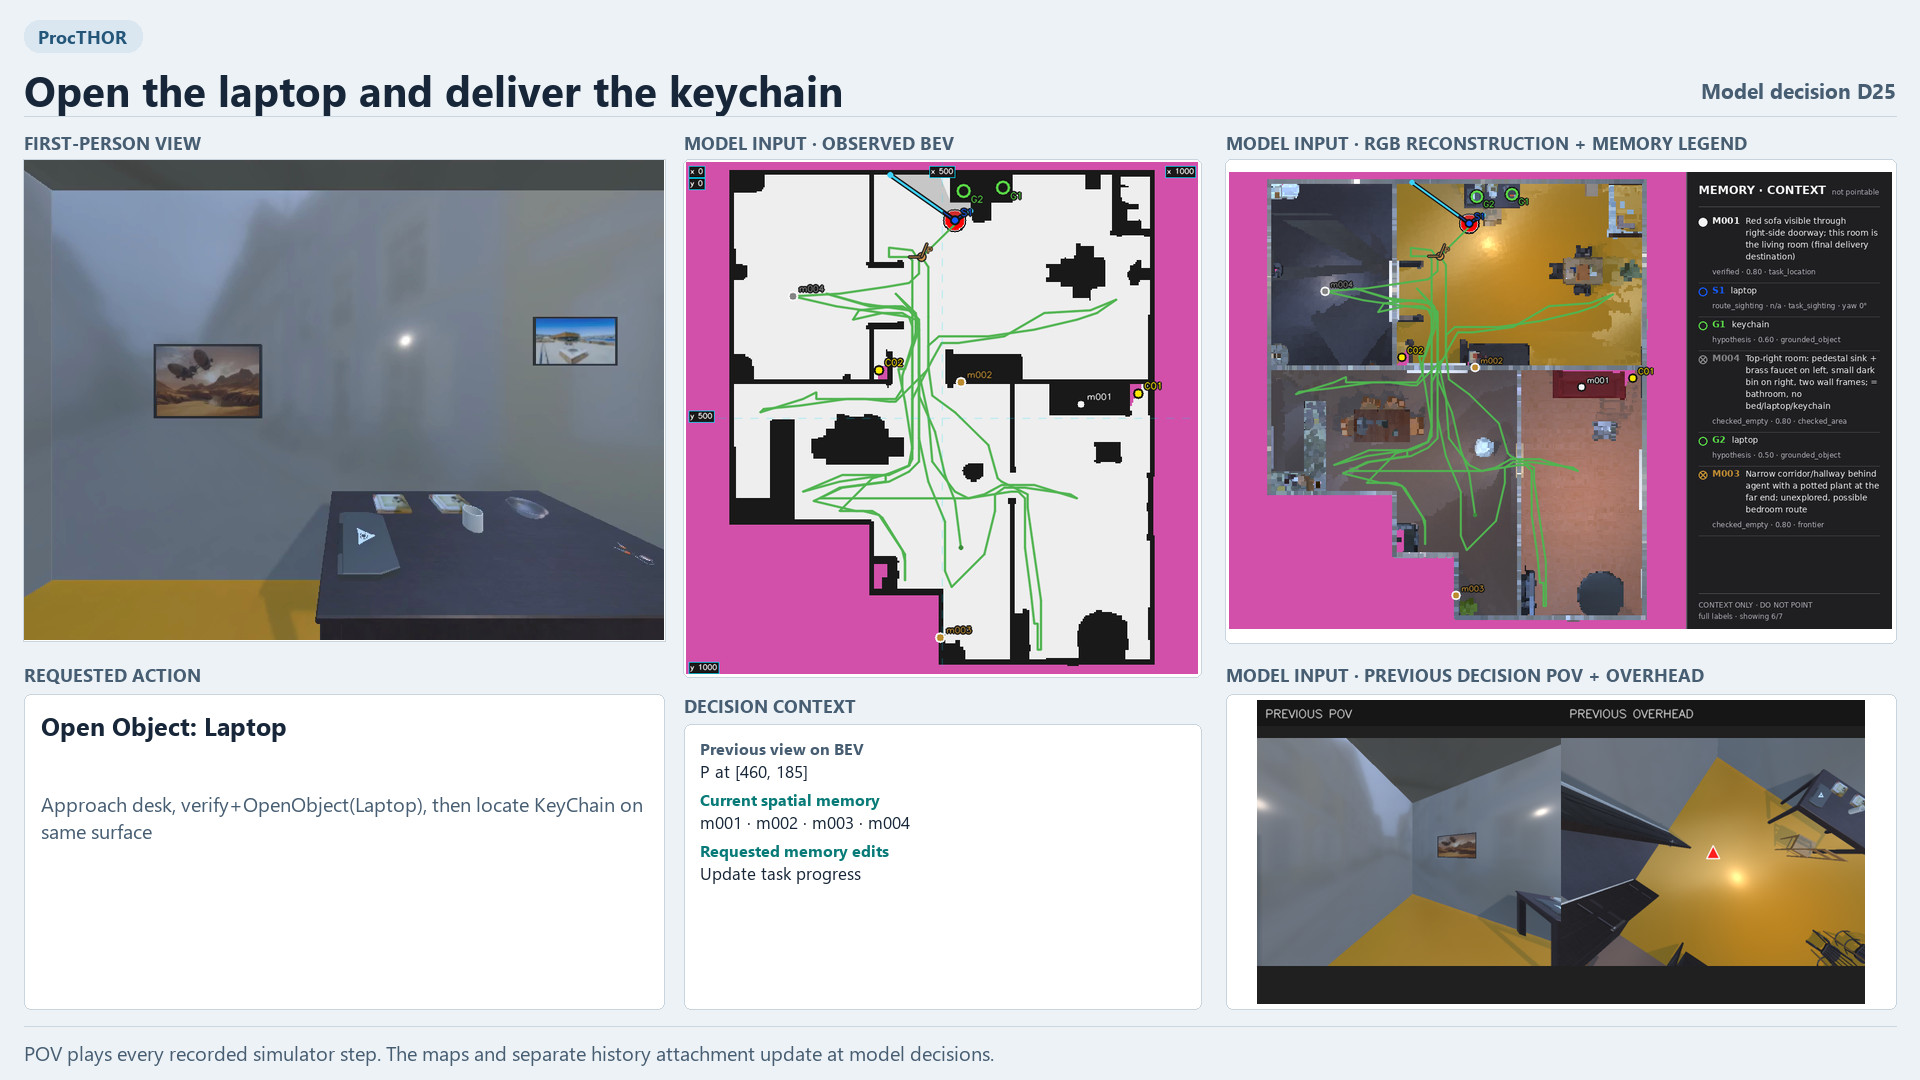 ProcTHOR
Open the laptop and deliver the keychain
Model decision D25
FIRST-PERSON VIEW
MODEL INPUT · OBSERVED BEV
x 0
y 0
x 500
x 1000
G2
G1
S1
m004
C02
m002
C01
m001
y 500
m003
y 1000
MODEL INPUT · RGB RECONSTRUCTION + MEMORY LEGEND
G2
G1
S1
m004
C02
m002
C01
m001
m003
MEMORY · CONTEXT not pointable
M001 Red sofa visible through
right-side doorway; this room is
the living room (final delivery
destination)
verified · 0.80 · task_location
S1 laptop
route_sighting · n/a · task_sighting · yaw 0°
G1 keychain
hypothesis · 0.60 · grounded_object
M004 Top-right room: pedestal sink +
brass faucet on left, small dark
bin on right, two wall frames; =
bathroom, no
bed/laptop/keychain
checked_empty · 0.80 · checked_area
G2 laptop
hypothesis · 0.50 · grounded_object
M003 Narrow corridor/hallway behind
agent with a potted plant at the
far end; unexplored, possible
bedroom route
checked_empty · 0.80 · frontier
CONTEXT ONLY · DO NOT POINT
full labels · showing 6/7
REQUESTED ACTION
Open Object: Laptop
Approach desk, verify+OpenObject(Laptop), then locate KeyChain on
same surface
DECISION CONTEXT
Previous view on BEV
P at [460, 185]
Current spatial memory
m001 · m002 · m003 · m004
Requested memory edits
Update task progress
MODEL INPUT · PREVIOUS DECISION POV + OVERHEAD
PREVIOUS POV
PREVIOUS OVERHEAD
POV plays every recorded simulator step. The maps and separate history attachment update at model decisions.